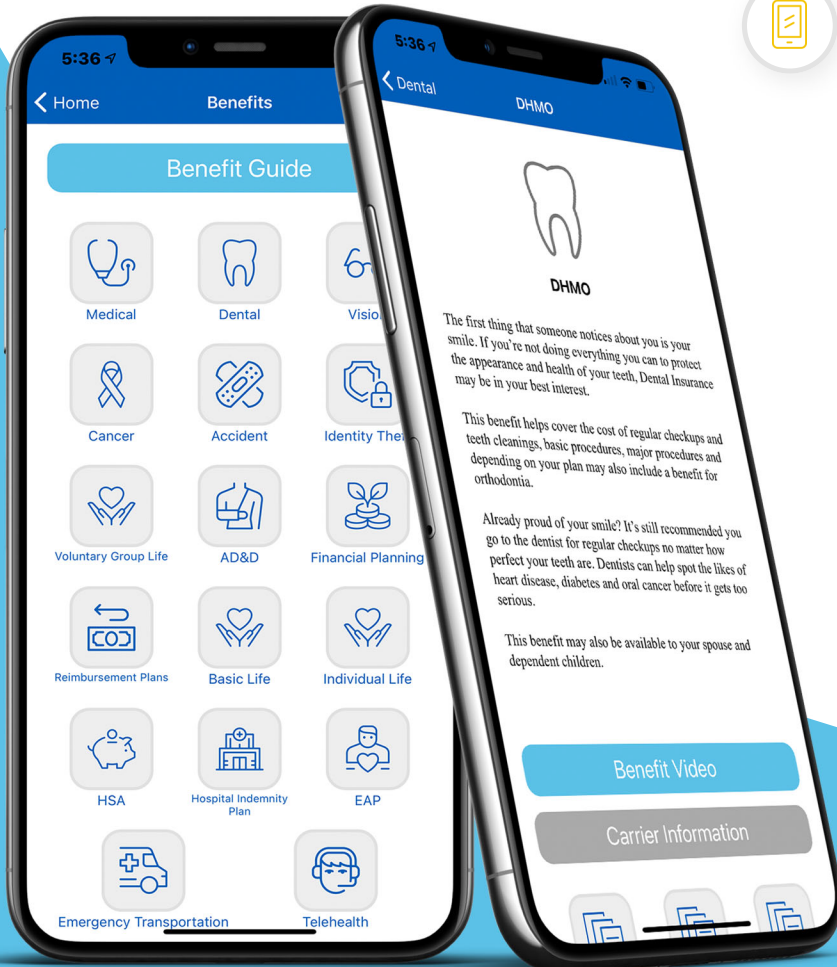 5:36
Home
Benefits
Benefit Guide
Medical
Dental
Visio
Cancer
Accident
Identity The
Voluntary Group Life
AD&D
Financial Planning
Reimbursement Plans
Basic Life
Individual Life
HSA
Hospital Indemnity
Plan
EAP
Emergency Transportation
Telehealth
5:36
Dental
DHMO
DHMO
The first thing that someone notices about you is your
smile. If you're not doing everything you can to protect
the appearance and health of your teeth, Dental Insurance
may be in your best interest.
This benefit helps cover the cost of regular checkups and
teeth cleanings, basic procedures, major procedures and
depending on your plan may also include a benefit for
orthodontia.
Already proud of your smile? It's still recommended you
go to the dentist for regular checkups no matter how
perfect your teeth are. Dentists can help spot the likes of
heart disease, diabetes and oral cancer before it gets too
serious.
This benefit may also be available to your spouse and
dependent children.
Benefit Video
Carrier Information